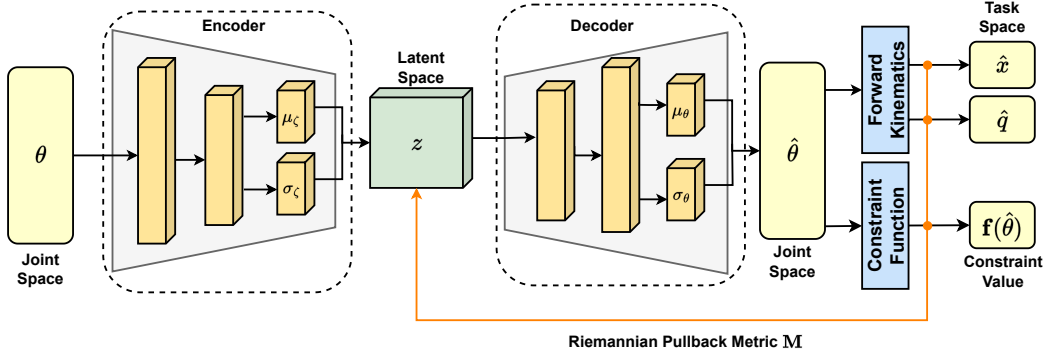 Encoder
Decoder
Task
Space
Latent
Space
θ
Joint
Space
μ_ζ
σ_ζ
z
μ_θ
σ_θ
θ̂
Joint
Space
Forward
Kinematics
Constraint
Function
x̂
q̂
f(θ̂)
Constraint
Value
Riemannian Pullback Metric M